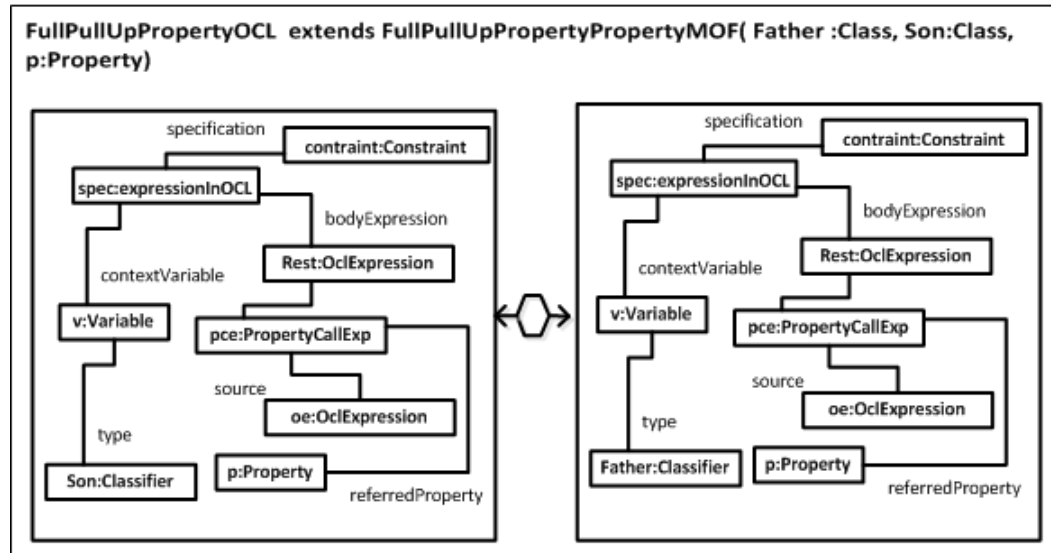 FullPullUpPropertyOCL extends FullPullUpPropertyPropertyMOF( Father :Class, Son:Class,
p:Property)
specification
contraint:Constraint
spec:expressionInOCL
bodyExpression
Rest:OclExpression
contextVariable
v:Variable
pce:PropertyCallExp
source
oe:OclExpression
type
p:Property
Son:Classifier
referredProperty
specification
contraint:Constraint
spec:expressionInOCL
bodyExpression
Rest:OclExpression
contextVariable
v:Variable
pce:PropertyCallExp
source
oe:OclExpression
type
Father:Classifier
p:Property
referredProperty